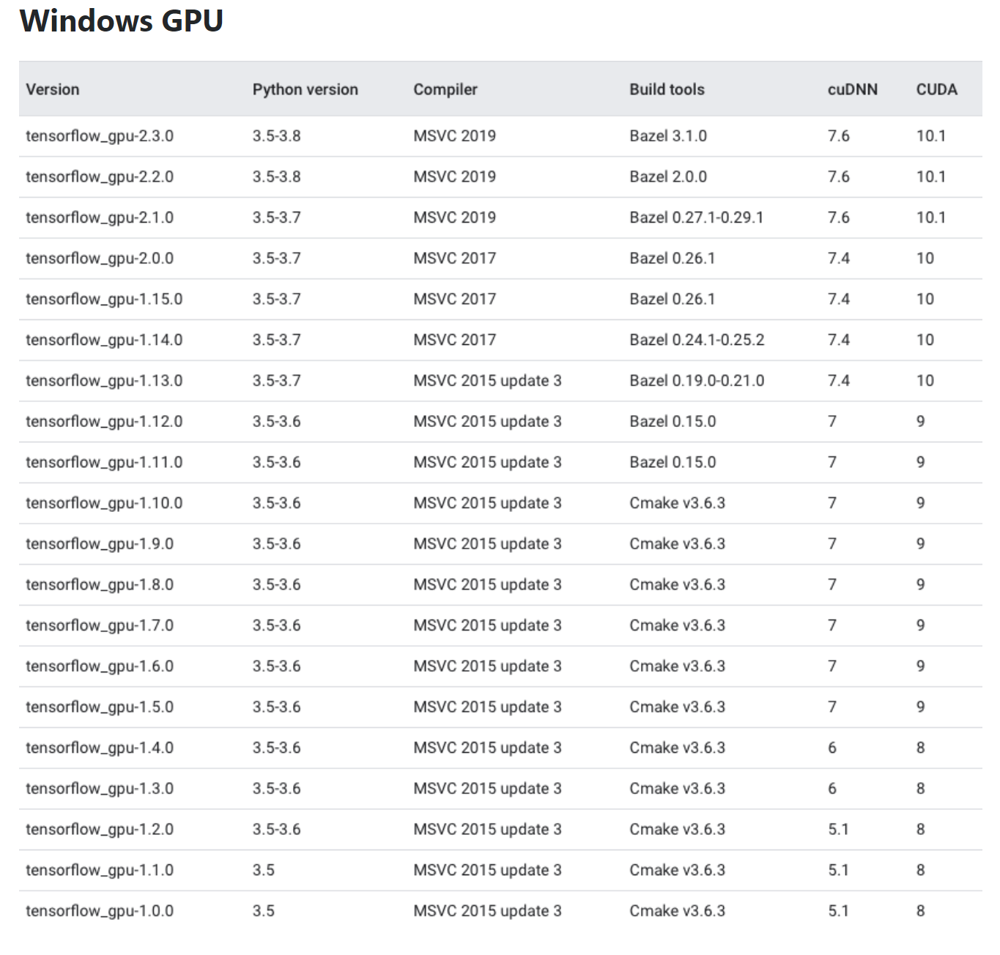 Windows GPU
Version Python version Compiler Build tools cuDNN CUDA
tensorflow_gpu-2.3.0 3.5-3.8 MSVC 2019 Bazel 3.1.0 7.6 10.1
tensorflow_gpu-2.2.0 3.5-3.8 MSVC 2019 Bazel 2.0.0 7.6 10.1
tensorflow_gpu-2.1.0 3.5-3.7 MSVC 2019 Bazel 0.27.1-0.29.1 7.6 10.1
tensorflow_gpu-2.0.0 3.5-3.7 MSVC 2017 Bazel 0.26.1 7.4 10
tensorflow_gpu-1.15.0 3.5-3.7 MSVC 2017 Bazel 0.26.1 7.4 10
tensorflow_gpu-1.14.0 3.5-3.7 MSVC 2017 Bazel 0.24.1-0.25.2 7.4 10
tensorflow_gpu-1.13.0 3.5-3.7 MSVC 2015 update 3 Bazel 0.19.0-0.21.0 7.4 10
tensorflow_gpu-1.12.0 3.5-3.6 MSVC 2015 update 3 Bazel 0.15.0 7 9
tensorflow_gpu-1.11.0 3.5-3.6 MSVC 2015 update 3 Bazel 0.15.0 7 9
tensorflow_gpu-1.10.0 3.5-3.6 MSVC 2015 update 3 Cmake v3.6.3 7 9
tensorflow_gpu-1.9.0 3.5-3.6 MSVC 2015 update 3 Cmake v3.6.3 7 9
tensorflow_gpu-1.8.0 3.5-3.6 MSVC 2015 update 3 Cmake v3.6.3 7 9
tensorflow_gpu-1.7.0 3.5-3.6 MSVC 2015 update 3 Cmake v3.6.3 7 9
tensorflow_gpu-1.6.0 3.5-3.6 MSVC 2015 update 3 Cmake v3.6.3 7 9
tensorflow_gpu-1.5.0 3.5-3.6 MSVC 2015 update 3 Cmake v3.6.3 7 9
tensorflow_gpu-1.4.0 3.5-3.6 MSVC 2015 update 3 Cmake v3.6.3 6 8
tensorflow_gpu-1.3.0 3.5-3.6 MSVC 2015 update 3 Cmake v3.6.3 6 8
tensorflow_gpu-1.2.0 3.5-3.6 MSVC 2015 update 3 Cmake v3.6.3 5.1 8
tensorflow_gpu-1.1.0 3.5 MSVC 2015 update 3 Cmake v3.6.3 5.1 8
tensorflow_gpu-1.0.0 3.5 MSVC 2015 update 3 Cmake v3.6.3 5.1 8